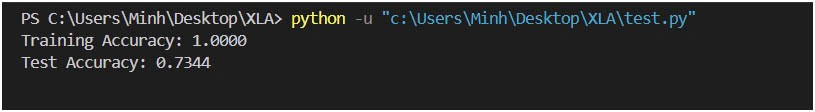 PS C:\Users\Minh\Desktop\XLA> python -u "c:\Users\Minh\Desktop\XLA\test.py"
Training Accuracy: 1.0000
Test Accuracy: 0.7344